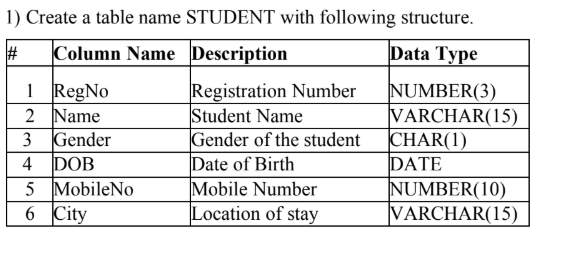 1) Create a table name STUDENT with following structure.
# Column Name Description Data Type
1 RegNo Registration Number NUMBER(3)
2 Name Student Name VARCHAR(15)
3 Gender Gender of the student CHAR(1)
4 DOB Date of Birth DATE
5 MobileNo Mobile Number NUMBER(10)
6 City Location of stay VARCHAR(15)